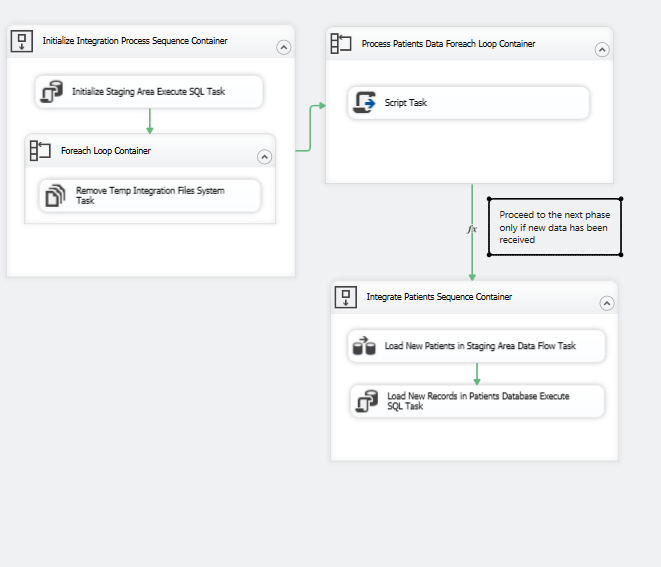 Initialize Integration Process Sequence Container
Initialize Staging Area Execute SQL Task
Foreach Loop Container
Remove Temp Integration Files System
Task
Process Patients Data Foreach Loop Container
Script Task
fx
Proceed to the next phase
only if new data has been
received
Integrate Patients Sequence Container
Load New Patients in Staging Area Data Flow Task
Load New Records in Patients Database Execute
SQL Task